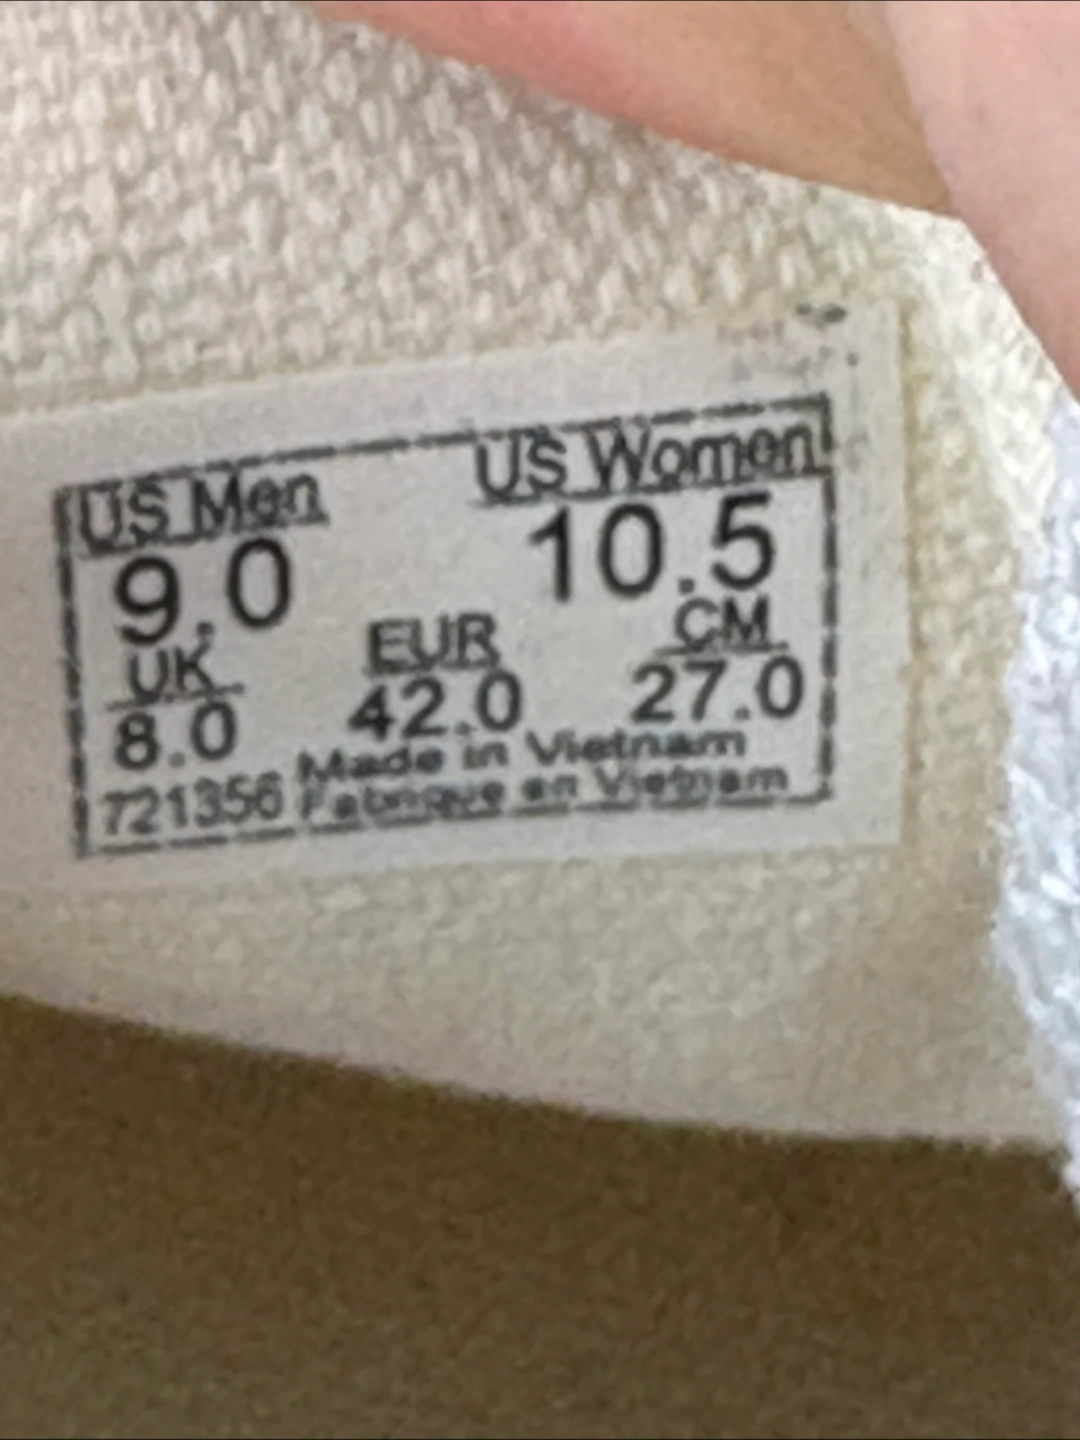 US Men US Women
9.0 10.5
UK EUR CM
8.0 42.0 27.0
Made in Vietnam
721356 Fabrique en Vietnam